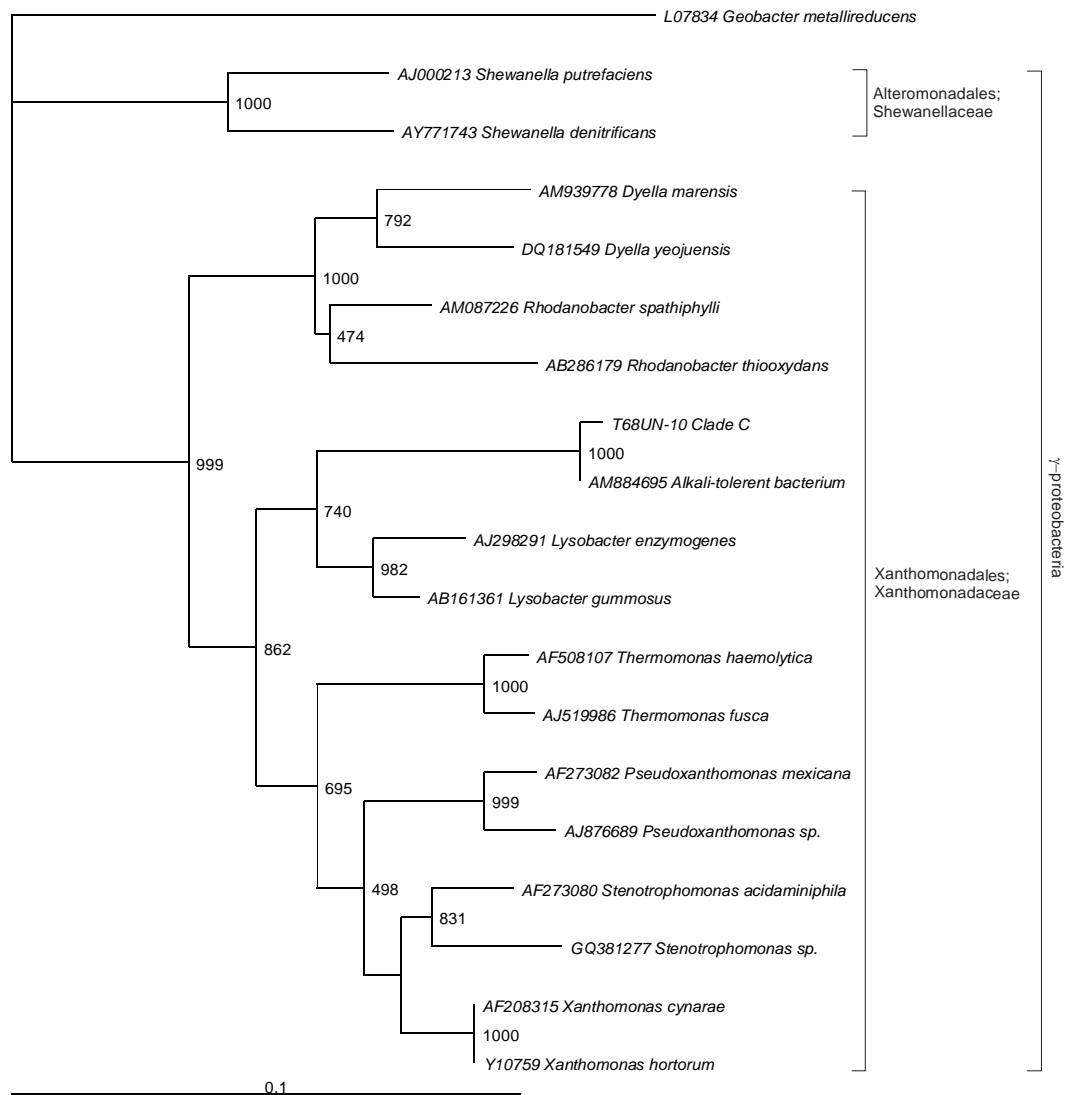 L07834 Geobacter metallireducens
AJ000213 Shewanella putrefaciens
1000
Alteromonadales;
Shewanellaceae
AY771743 Shewanella denitrificans
AM939778 Dyella marensis
792
DQ181549 Dyella yeojuensis
1000
AM087226 Rhodanobacter spathiphylli
474
AB286179 Rhodanobacter thiooxydans
T68UN-10 Clade C
1000
999
AM884695 Alkali-tolerent bacterium
740
AJ298291 Lysobacter enzymogenes
982
AB161361 Lysobacter gummosus
Xanthomonadales;
Xanthomonadaceae
γ-proteobacteria
862
AF508107 Thermomonas haemolytica
1000
AJ519986 Thermomonas fusca
AF273082 Pseudoxanthomonas mexicana
695
999
AJ876689 Pseudoxanthomonas sp.
498
AF273080 Stenotrophomonas acidaminiphila
831
GQ381277 Stenotrophomonas sp.
AF208315 Xanthomonas cynarae
1000
Y10759 Xanthomonas hortorum
0.1